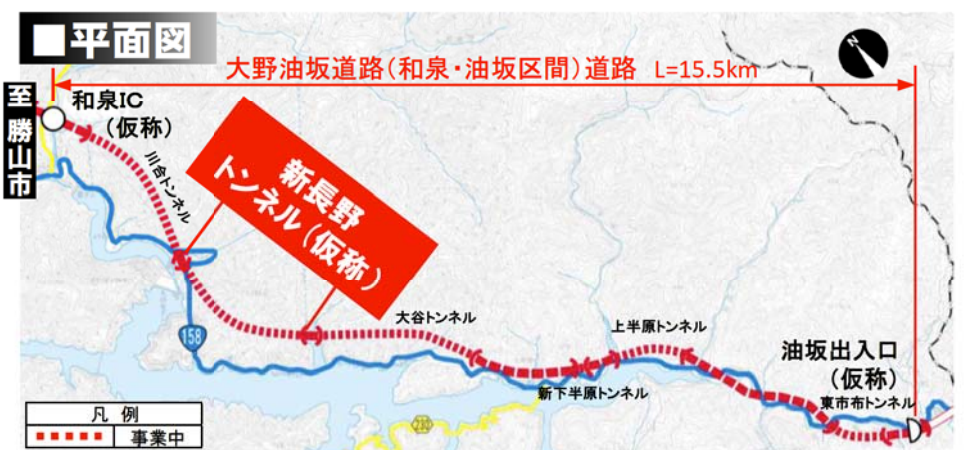 ■平面図
大野油坂道路(和泉・油坂区間)道路 L=15.5km
N
至勝山市
和泉IC
(仮称)
川合トンネル
新長野
トンネル(仮称)
158
大谷トンネル
上半原トンネル
新下半原トンネル
油坂出入口
(仮称)
東市布トンネル
230
凡 例
事業中